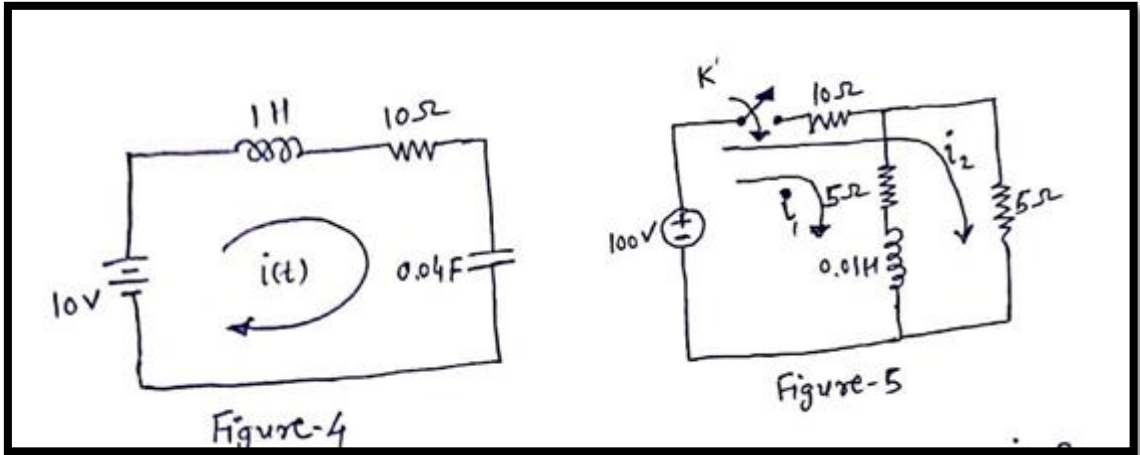 1H
10Ω
10V
i(t)
0.04F
Figure-4
K'
10Ω
i₂
i₁
5Ω
5Ω
100V
+
-
0.01H
Figure-5